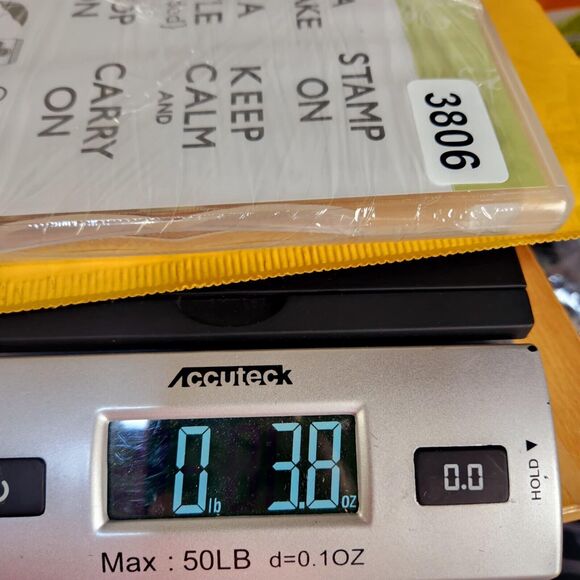 A
AKE
STAMP
ON
A
KEEP
CALM
AND
CARRY
ON
3806
Accuteck
0 lb 3.8 oz
0.0
HOLD
Max : 50LB d=0.1OZ